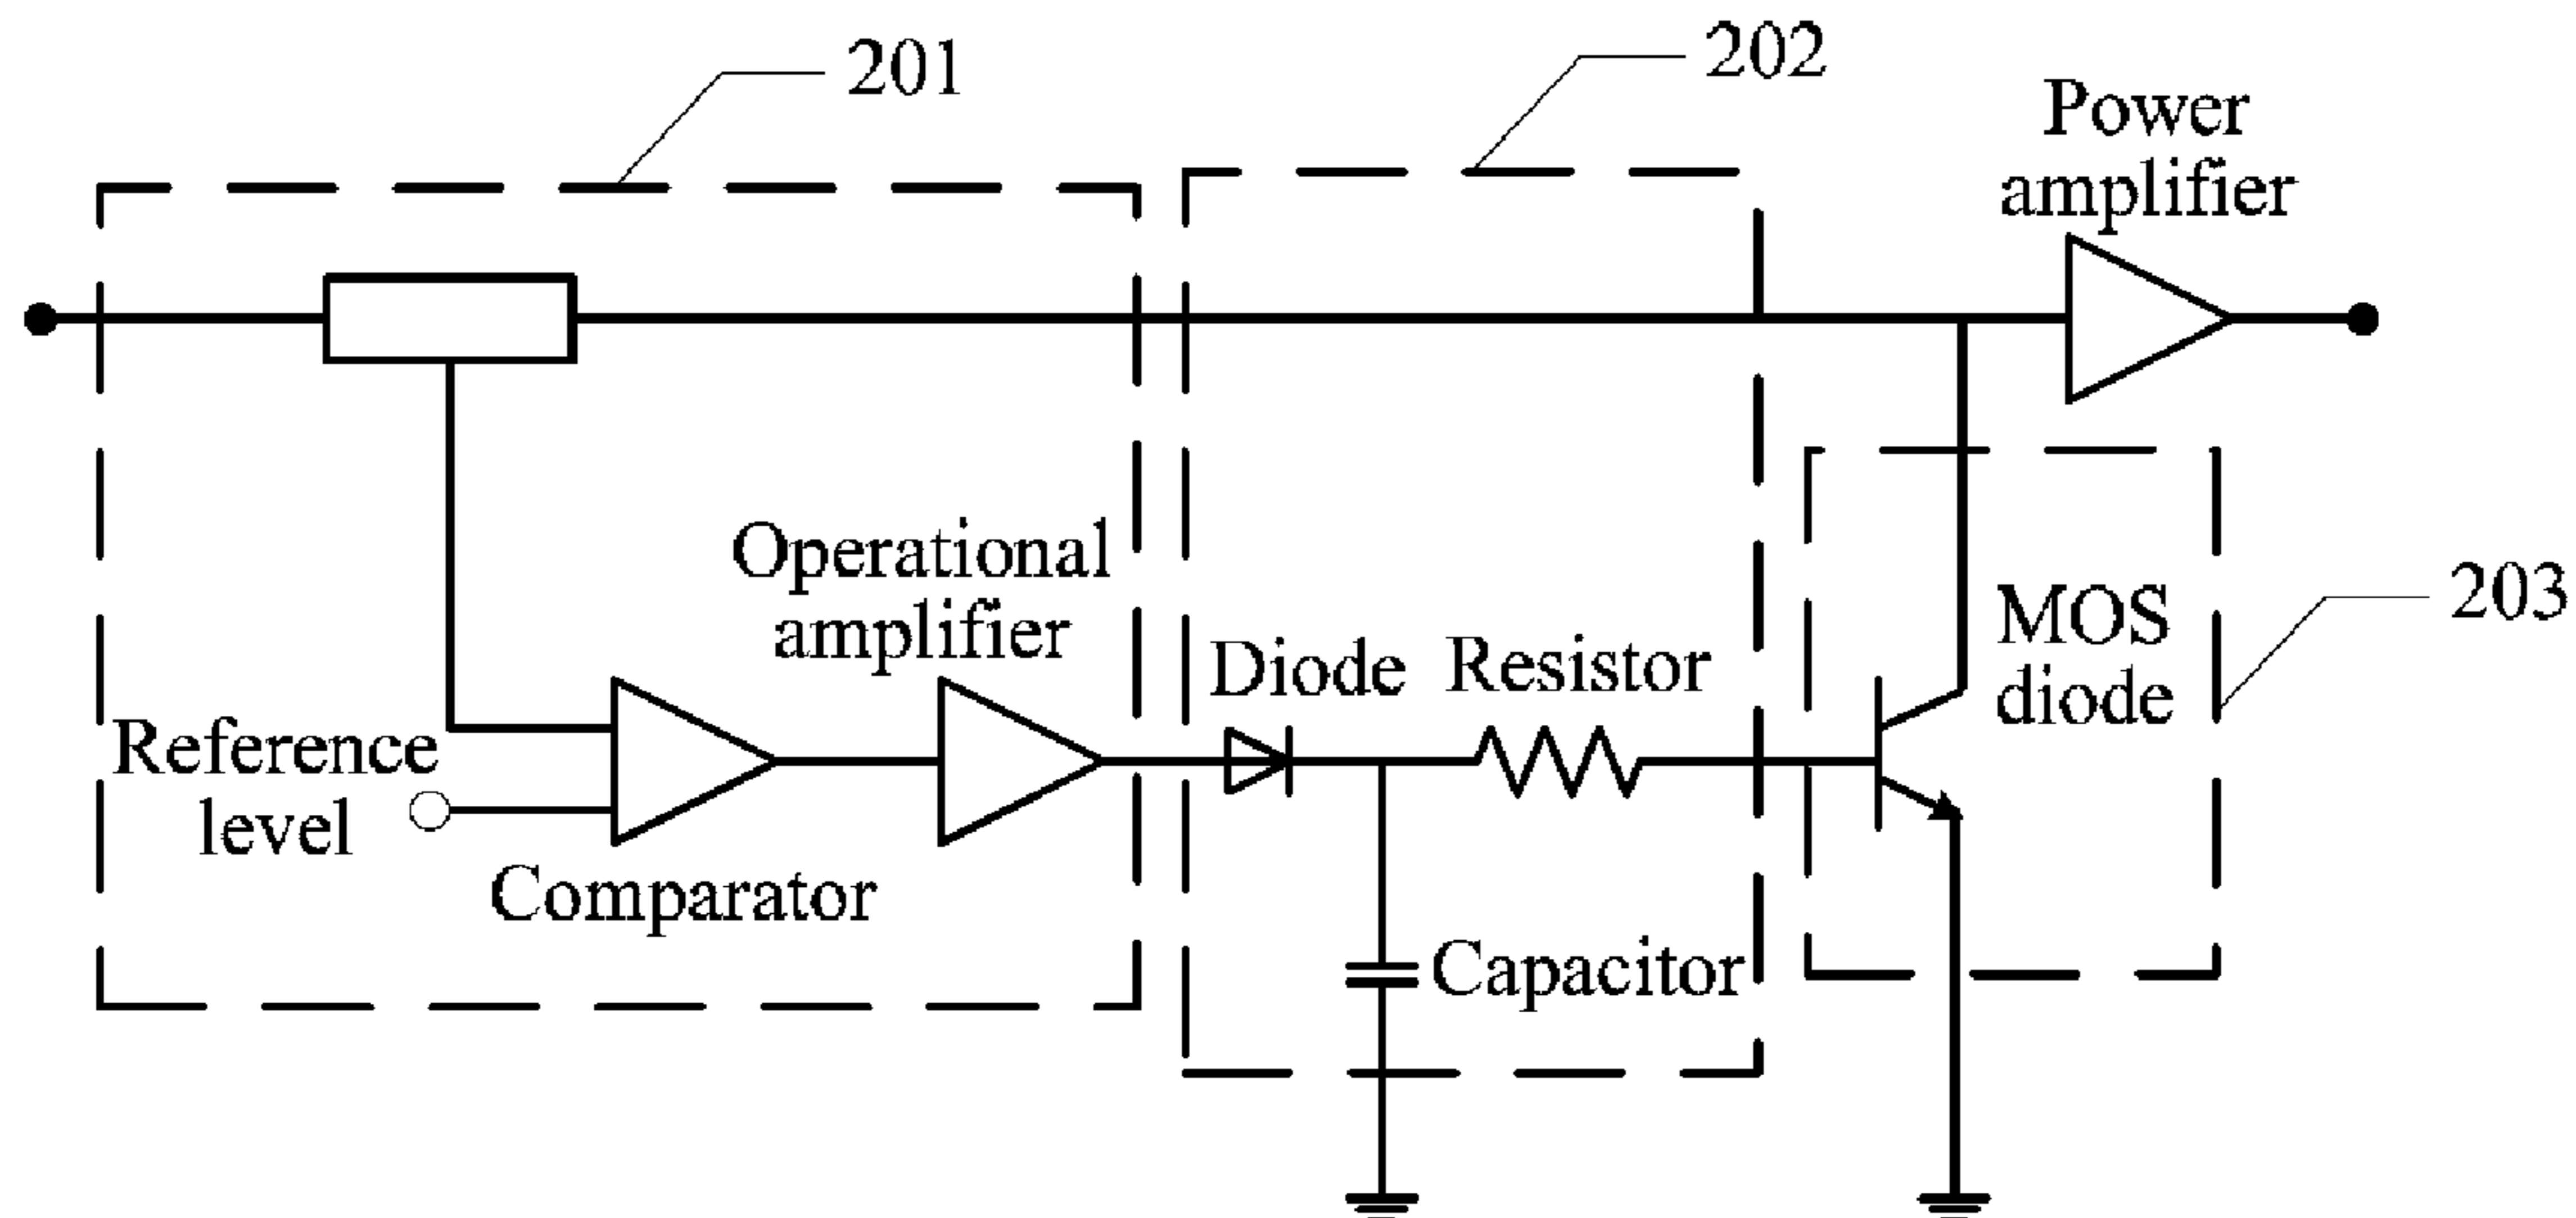 201
202
Power
amplifier
Operational
amplifier
MOS
diode
203
Diode
Resistor
Reference
level
Comparator
Capacitor